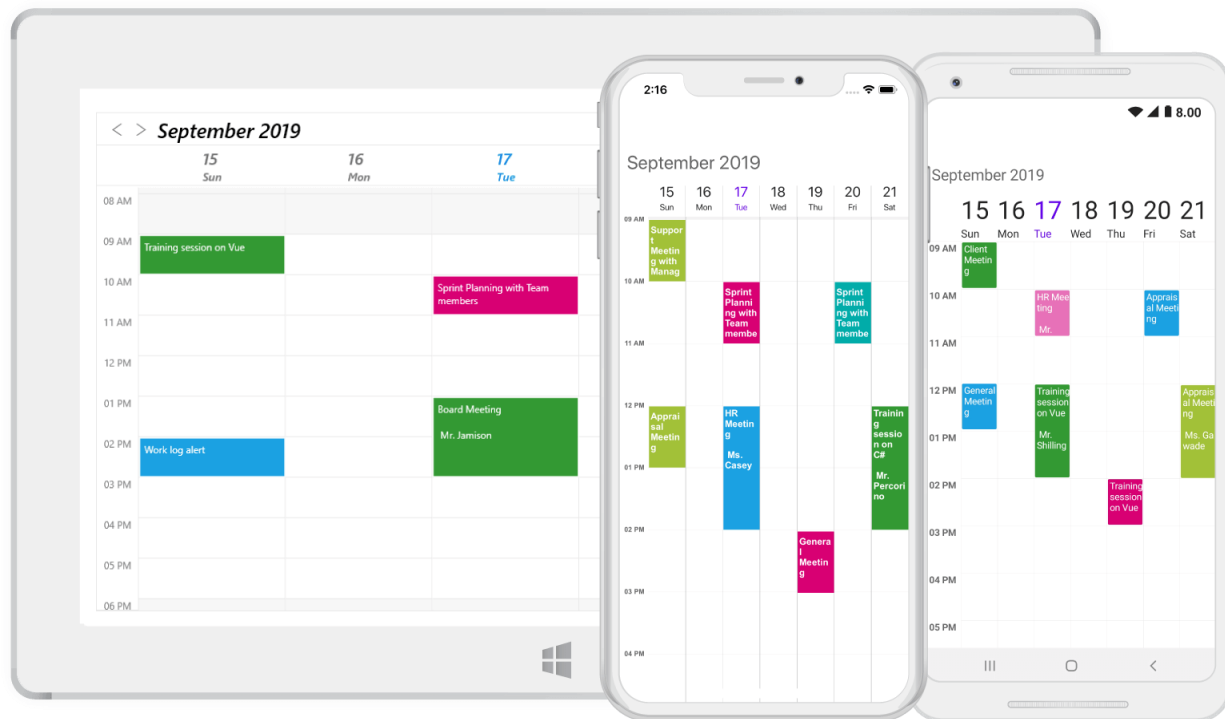 September 2019
15
Sun
16
Mon
17
Tue
08 AM
09 AM
Training session on Vue
10 AM
Sprint Planning with Team
members
11 AM
12 PM
01 PM
Board Meeting
Mr. Jamison
02 PM
Work log alert
03 PM
04 PM
05 PM
06 PM
2:16
September 2019
15 16 17 18 19 20 21
Sun Mon Tue Wed Thu Fri Sat
09 AM
Suppor
t
Meetin
g with
Manag
10 AM
Sprint
Planni
ng with
Team
membe
Sprint
Planni
ng with
Team
membe
11 AM
12 PM
Apprai
sal
Meetin
g
HR
Meetin
g
Ms.
Casey
Trainin
g
sessio
n on
C#
Mr.
Percori
no
01 PM
02 PM
Genera
l
Meetin
g
03 PM
04 PM
8.00
September 2019
15 16 17 18 19 20 21
Sun Mon Tue Wed Thu Fri Sat
09 AM
Client
Meetin
g
10 AM
HR Mee
ting
Mr.
Apprais
al Meeti
ng
11 AM
12 PM
General
Meetin
g
Training
session
on Vue
Mr.
Shilling
Apprais
al Meeti
ng
Ms. Ga
wade
01 PM
02 PM
Training
session
on Vue
03 PM
04 PM
05 PM